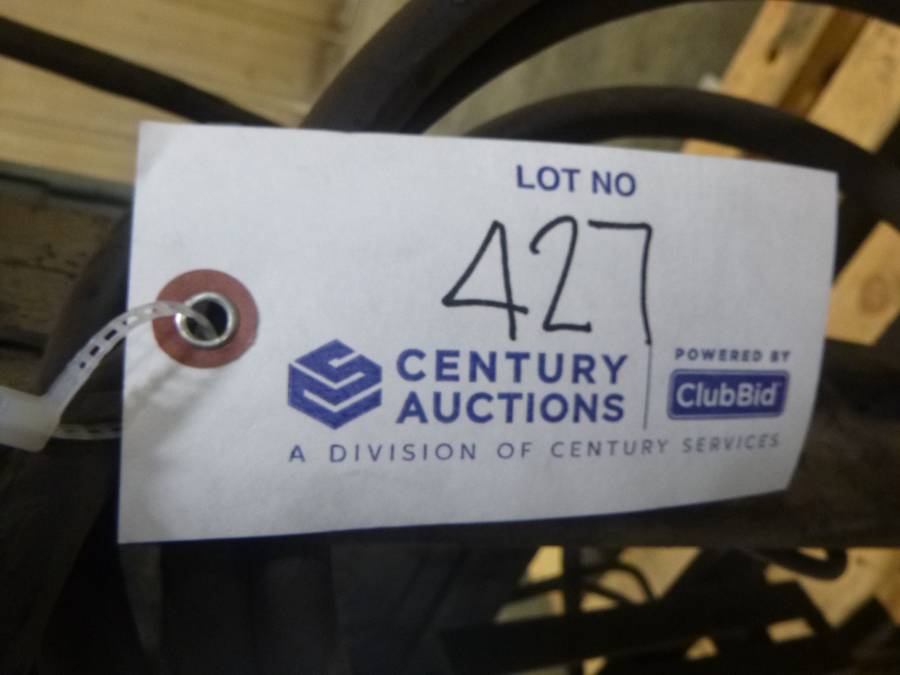 LOT NO
427
CENTURY
AUCTIONS
POWERED BY
ClubBid
A DIVISION OF CENTURY SERVICES